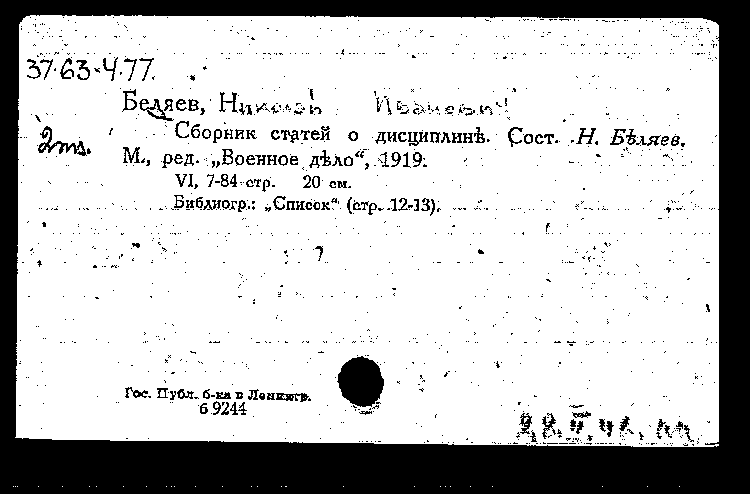 37.63.4.77.
Беляев, Николай Иванович
2 т.
Сборник статей о дисциплинѣ. Сост. Н. Бѣляев.
М., ред. „Военное дѣло“, 1919.
VI, 7-84 стр. 20 см.
Библиогр.: „Список“ (стр. 12-13).
Гос. Публ. б-ка в Ленингр.
б 9244